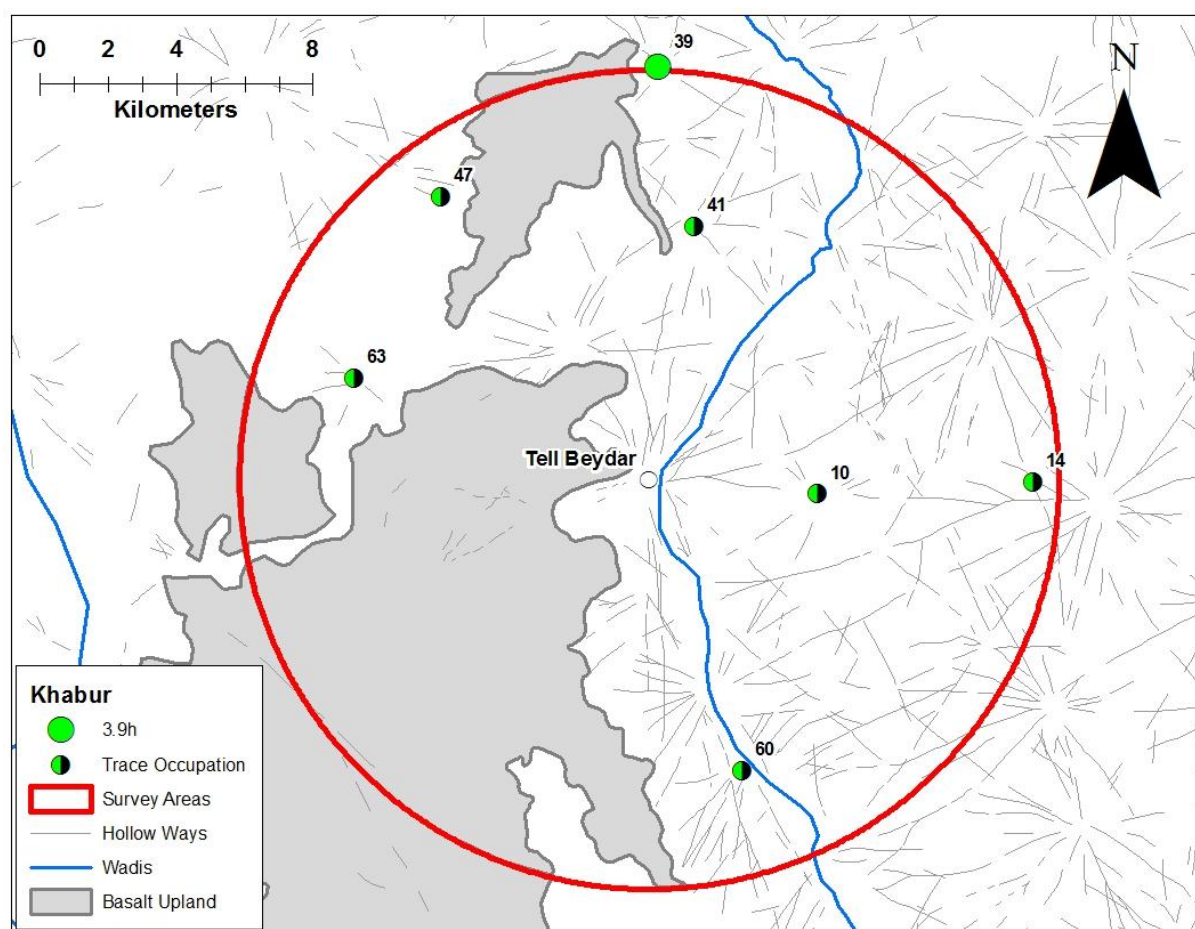 0 2 4 8
Kilometers
39
N
47
41
63
Tell Beydar
10
14
60
Khabur
3.9h
Trace Occupation
Survey Areas
Hollow Ways
Wadis
Basalt Upland